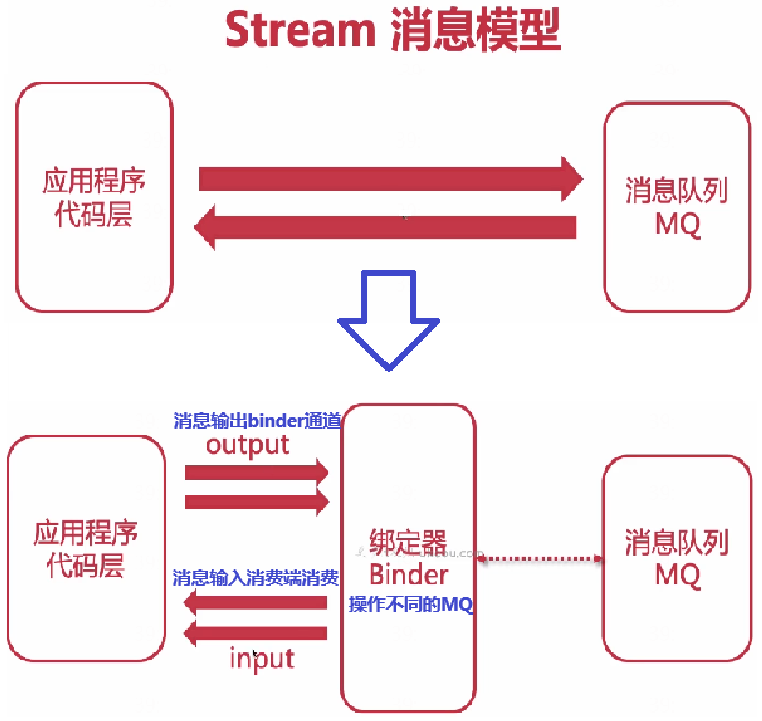 Stream 消息模型
应用程序
代码层
消息队列
MQ
消息输出binder通道
output
应用程序
代码层
消息输入消费端消费
input
绑定器
Binder
操作不同的MQ
消息队列
MQ